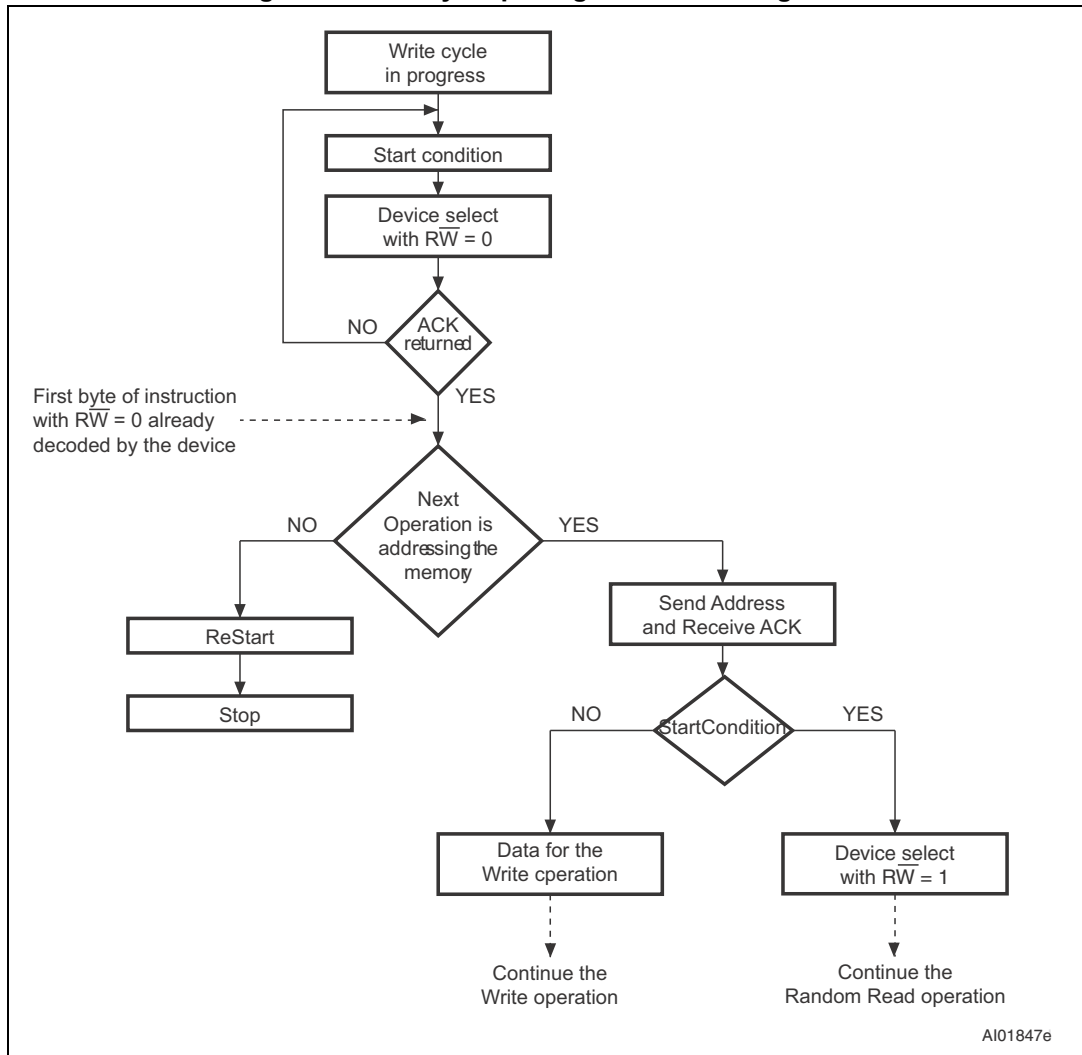 Write cycle
in progress
Start condition
Device select
with RW̅ = 0
NO
ACK
returned
YES
First byte of instruction
with RW̅ = 0 already
decoded by the device
NO
Next
Operation is
addressing the
memory
YES
ReStart
Stop
Send Address
and Receive ACK
NO
StartCondition
YES
Data for the
Write cperation
Device select
with RW̅ = 1
Continue the
Write operation
Continue the
Random Read operation
AI01847e